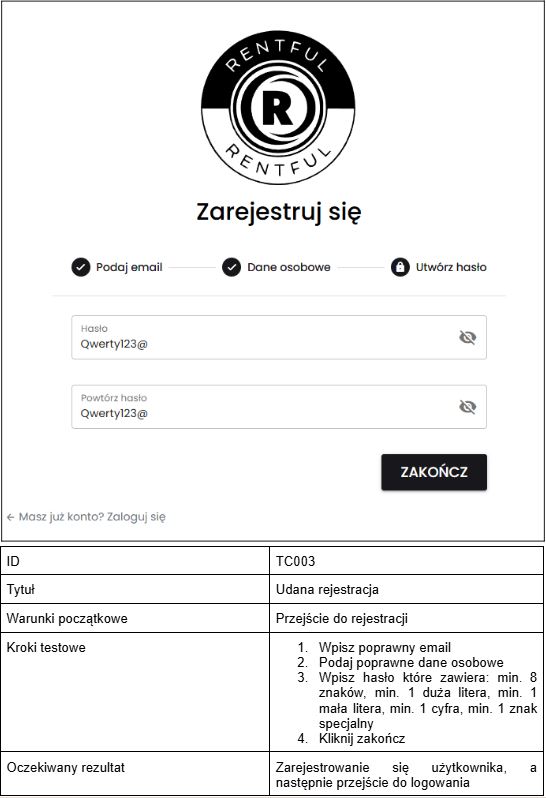 RENTFUL
R
RENTFUL
Zarejestruj się
Podaj email Dane osobowe Utwórz hasło
Hasło
Qwerty123@
Powtórz hasło
Qwerty123@
ZAKOŃCZ
← Masz już konto? Zaloguj się
ID TC003
Tytuł Udana rejestracja
Warunki początkowe Przejście do rejestracji
Kroki testowe 1. Wpisz poprawny email
2. Podaj poprawne dane osobowe
3. Wpisz hasło które zawiera: min. 8
znaków, min. 1 duża litera, min. 1
mała litera, min. 1 cyfra, min. 1 znak
specjalny
4. Kliknij zakończ
Oczekiwany rezultat Zarejestrowanie się użytkownika, a
następnie przejście do logowania